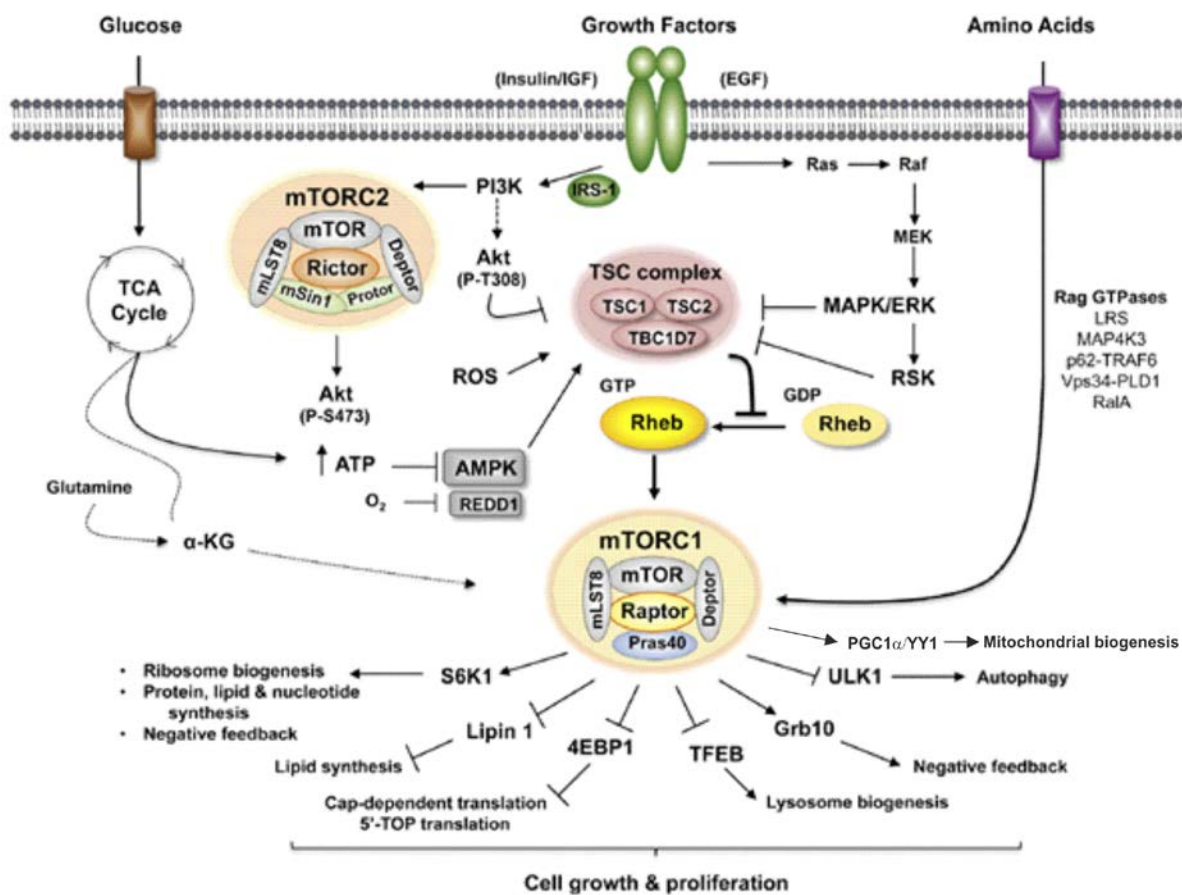 Glucose
Growth Factors
Amino Acids
(Insulin/IGF)
(EGF)
IRS-1
PI3K
Ras
Raf
MEK
MAPK/ERK
RSK
mTORC2
mTOR
mLST8
Rictor
Deptor
mSin1
Protor
Akt
(P-T308)
TCA
Cycle
TSC complex
TSC1
TSC2
TBC1D7
Rag GTPases
LRS
MAP4K3
p62-TRAF6
Vps34-PLD1
RalA
ROS
Akt
(P-S473)
GTP
Rheb
GDP
Rheb
ATP
AMPK
O2
REDD1
Glutamine
α-KG
mTORC1
mLST8
mTOR
Deptor
Raptor
Pras40
PGC1α/YY1
Mitochondrial biogenesis
ULK1
Autophagy
S6K1
• Ribosome biogenesis
• Protein, lipid & nucleotide
synthesis
• Negative feedback
Lipin 1
Lipid synthesis
4EBP1
Cap-dependent translation
5'-TOP translation
TFEB
Lysosome biogenesis
Grb10
Negative feedback
Cell growth & proliferation